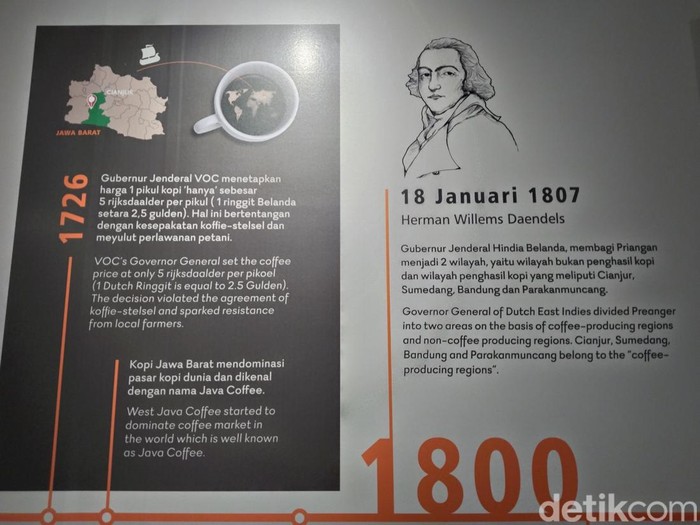 CIANJUR
JAWA BARAT
1726
Gubernur Jenderal VOC menetapkan
harga 1 pikul kopi 'hanya' sebesar
5 rijksdaalder per pikul ( 1 ringgit Belanda
setara 2,5 gulden). Hal ini bertentangan
dengan kesepakatan koffie-stelsel dan
meyulut perlawanan petani.
VOC's Governor General set the coffee
price at only 5 rijksdaalder per pikoel
(1 Dutch Ringgit is equal to 2.5 Gulden).
The decision violated the agreement of
koffie-stelsel and sparked resistance
from local farmers.
Kopi Jawa Barat mendominasi
pasar kopi dunia dan dikenal
dengan nama Java Coffee.
West Java Coffee started to
dominate coffee market in
the world which is well known
as Java Coffee.
18 Januari 1807
Herman Willems Daendels
Gubernur Jenderal Hindia Belanda, membagi Priangan
menjadi 2 wilayah, yaitu wilayah bukan penghasil kopi
dan wilayah penghasil kopi yang meliputi Cianjur,
Sumedang, Bandung dan Parakanmuncang.
Governor General of Dutch East Indies divided Preanger
into two areas on the basis of coffee-producing regions
and non-coffee producing regions. Cianjur, Sumedang,
Bandung and Parakanmuncang belong to the "coffee-
producing regions".
1800
detikcom